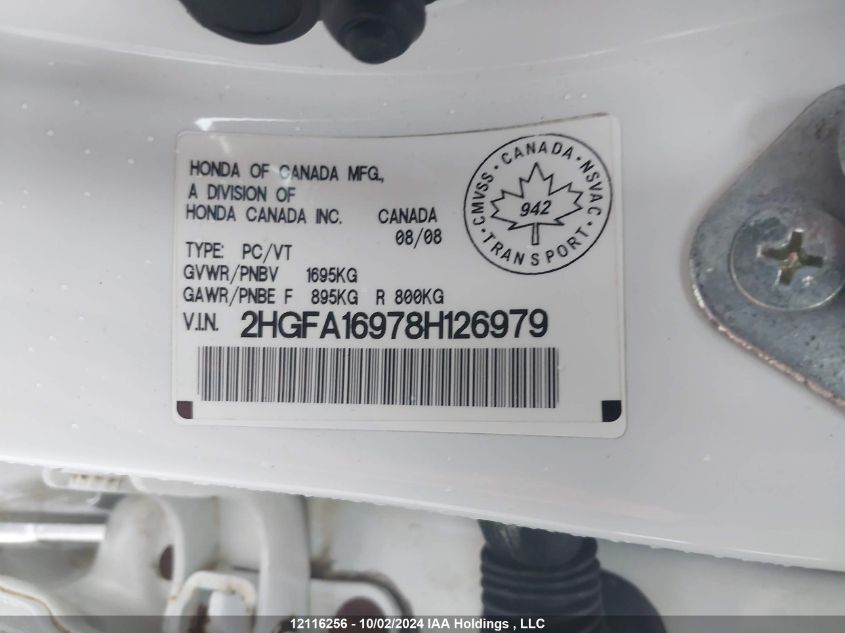 HONDA OF CANADA MFG.,
A DIVISION OF
HONDA CANADA INC. CANADA
08/08
TYPE: PC/VT
GVWR/PNBV 1695KG
GAWR/PNBE F 895KG R 800KG
V.I.N. 2HGFA16978H126979
CMVSS • CANADA • NSVAC
942
• TRANSPORT •
12116256 - 10/02/2024 IAA Holdings , LLC